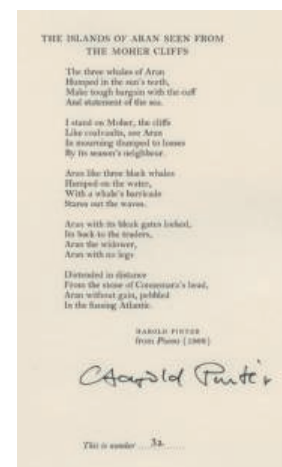 THE ISLANDS OF ARAN SEEN FROM
THE MOHER CLIFFS
The three whales of Aran
Humped in the sun's teeth,
Make tough bargain with the cuff
And statement of the sea.
I stand on Moher, the cliffs
Like coalvaults, see Aran
In mourning thumped to losses
By its season's neighbour.
Aran like three black whales
Humped on the water,
With a whale's barricade
Stares out the waves.
Aran with its bleak gates locked,
Its back to the traders,
Aran the widower,
Aran with no legs
Distended in distance
From the stone of Connemara's head,
Aran without gain, pebbled
In the fussing Atlantic.
HAROLD PINTER
from Poems (1968)
Harold Pinter
This is number 32